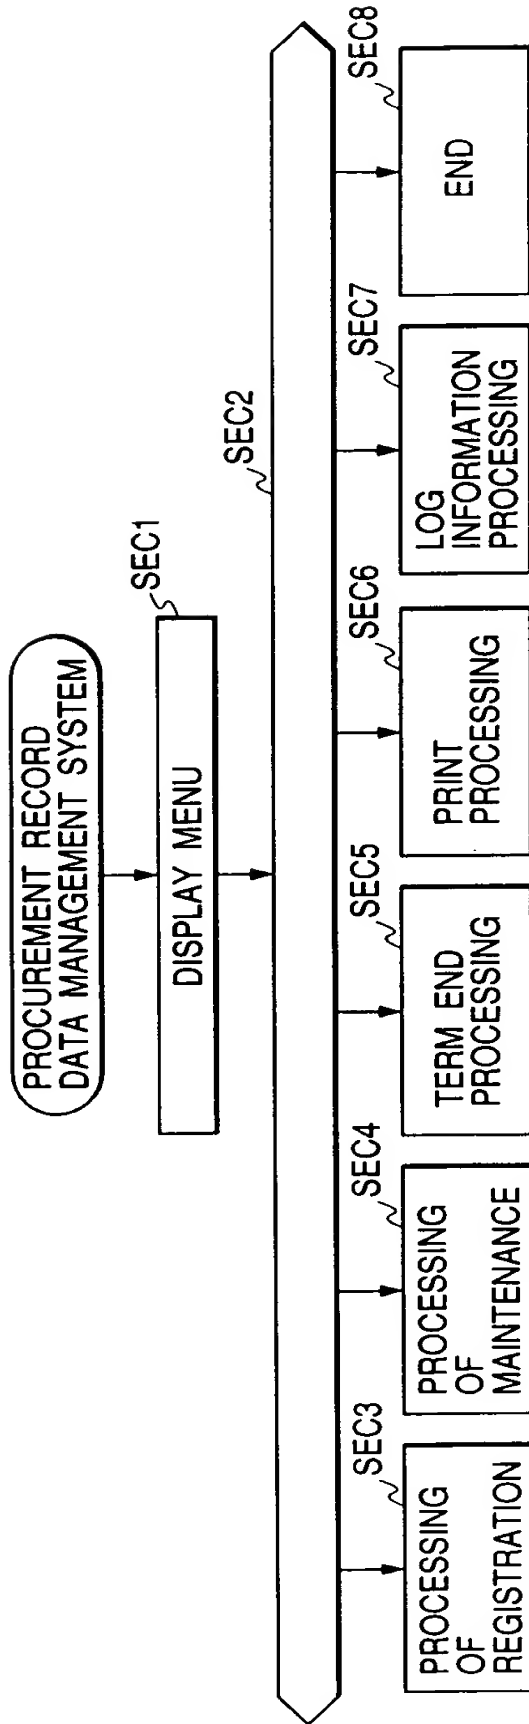 PROCUREMENT RECORD
DATA MANAGEMENT SYSTEM
SEC1
DISPLAY MENU
SEC2
SEC3
PROCESSING
OF
REGISTRATION
SEC4
PROCESSING
OF
MAINTENANCE
SEC5
TERM END
PROCESSING
SEC6
PRINT
PROCESSING
SEC7
LOG
INFORMATION
PROCESSING
SEC8
END